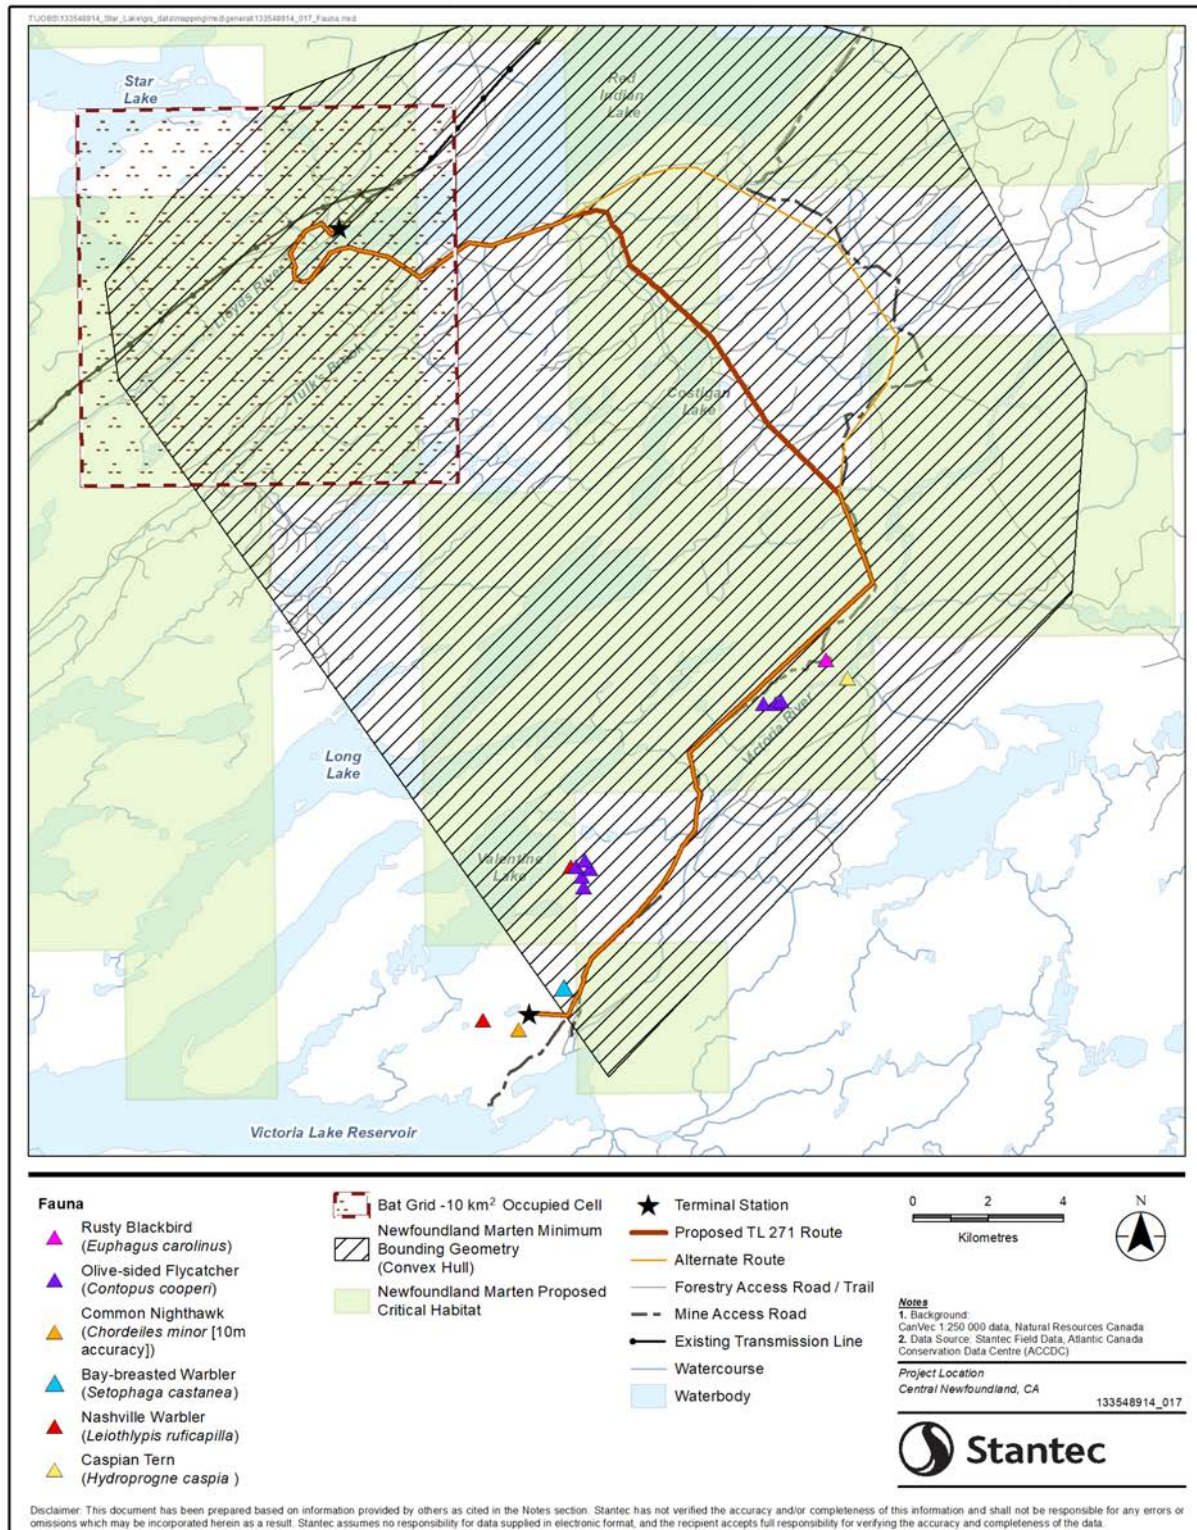 T:\JOBS\133548914_Star_Lake\gis_data\mapping\mxd\general\133548914_017_Fauna.mxd
Star
Lake
Red
Indian
Lake
Lloyds River
Tulk's Brook
Costigan
Lake
Victoria River
Long
Lake
Valentine
Lake
Victoria Lake Reservoir
Fauna
Rusty Blackbird
(Euphagus carolinus)
Olive-sided Flycatcher
(Contopus cooperi)
Common Nighthawk
(Chordeiles minor [10m
accuracy])
Bay-breasted Warbler
(Setophaga castanea)
Nashville Warbler
(Leiothlypis ruficapilla)
Caspian Tern
(Hydroprogne caspia )
Bat Grid -10 km² Occupied Cell
Newfoundland Marten Minimum
Bounding Geometry
(Convex Hull)
Newfoundland Marten Proposed
Critical Habitat
Terminal Station
Proposed TL 271 Route
Alternate Route
Forestry Access Road / Trail
Mine Access Road
Existing Transmission Line
Watercourse
Waterbody
0 2 4
Kilometres
N
Notes
1. Background:
CanVec 1:250 000 data, Natural Resources Canada
2. Data Source: Stantec Field Data, Atlantic Canada
Conservation Data Centre (ACCDC)
Project Location
Central Newfoundland, CA
133548914_017
Stantec
Disclaimer: This document has been prepared based on information provided by others as cited in the Notes section. Stantec has not verified the accuracy and/or completeness of this information and shall not be responsible for any errors or
omissions which may be incorporated herein as a result. Stantec assumes no responsibility for data supplied in electronic format, and the recipient accepts full responsibility for verifying the accuracy and completeness of the data.